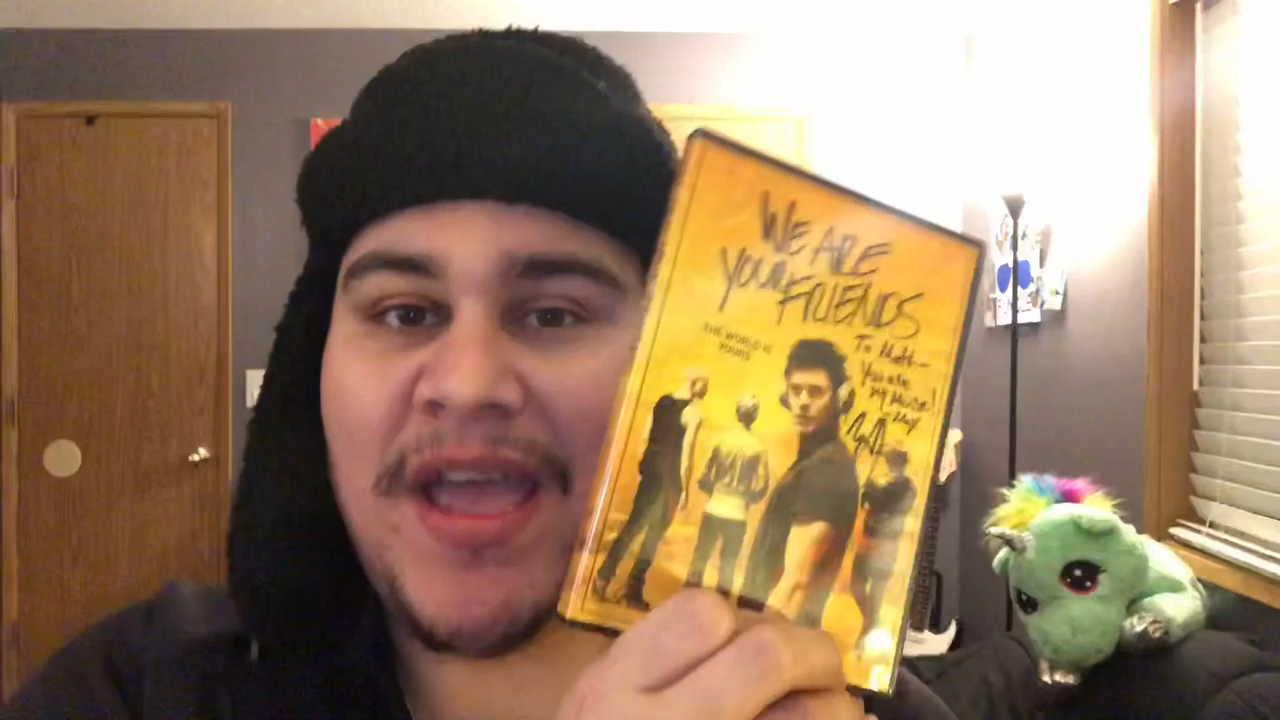 WE ARE
YOUR FRIENDS
THE WORLD IS
YOURS
To Matt—
You are
My Muse!